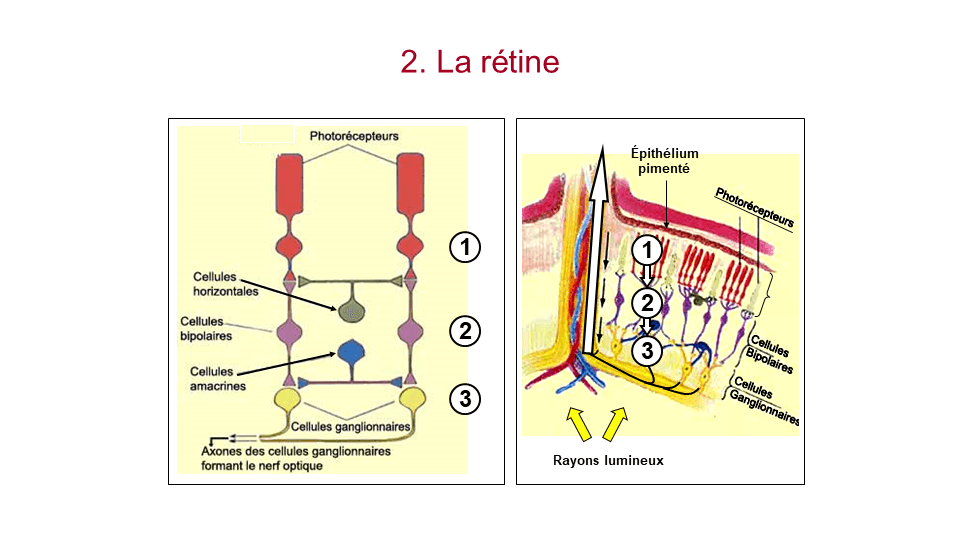 2. La rétine
Photorécepteurs
1
Cellules
horizontales
Cellules
bipolaires
2
Cellules
amacrines
3
Cellules ganglionnaires
Axones des cellules ganglionnaires
formant le nerf optique
Épithélium
pimenté
Photorécepteurs
1
2
3
Cellules
Bipolaires
Cellules
Ganglionnaires
Rayons lumineux